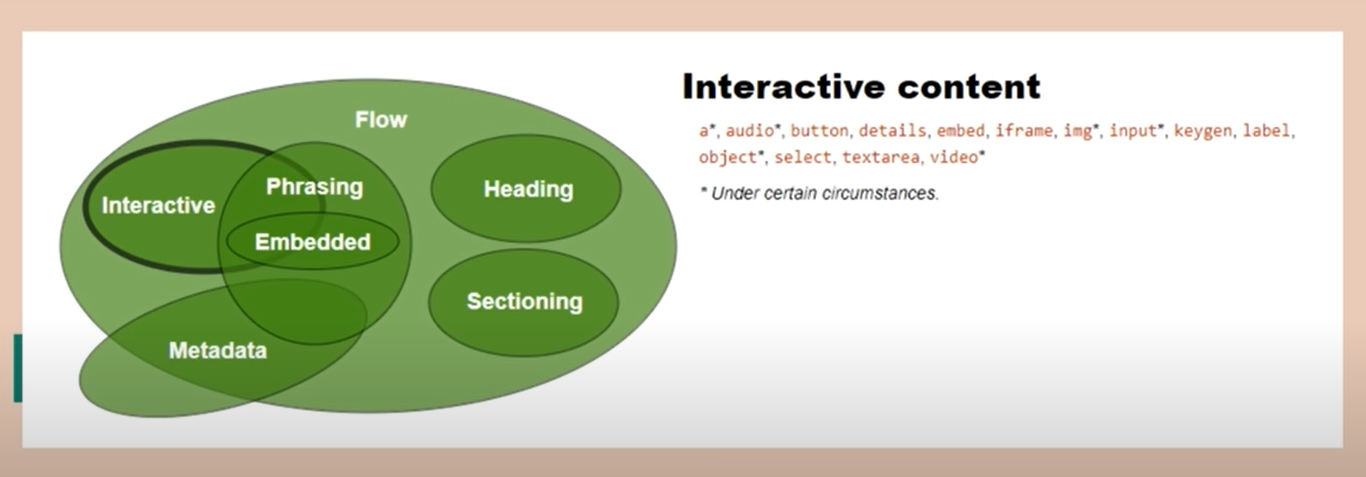 Flow
Interactive
Phrasing
Embedded
Metadata
Heading
Sectioning
Interactive content
a*, audio*, button, details, embed, iframe, img*, input*, keygen, label,
object*, select, textarea, video*
* Under certain circumstances.